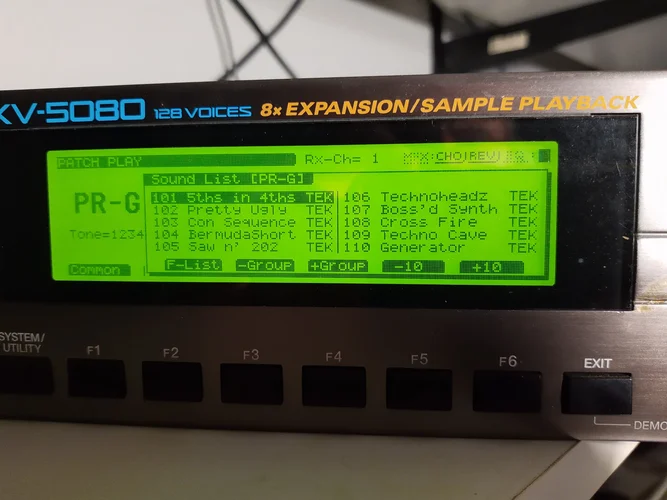 XV-5080 128 VOICES 8x EXPANSION/SAMPLE PLAYBACK
PATCH PLAY Rx-Ch= 1 MFX:CHO|REV|EQ:
Sound List [PR-G]
PR-G
Tone=1234
101 5ths in 4ths TEK 106 Technoheadz TEK
102 Pretty Ugly TEK 107 Boss'd Synth TEK
103 Con Sequence TEK 108 Cross Fire TEK
104 BermudaShort TEK 109 Techno Cave TEK
105 Saw n' 202 TEK 110 Generator TEK
Common F-List -Group +Group -10 +10
SYSTEM/
UTILITY F1 F2 F3 F4 F5 F6 EXIT
DEMO